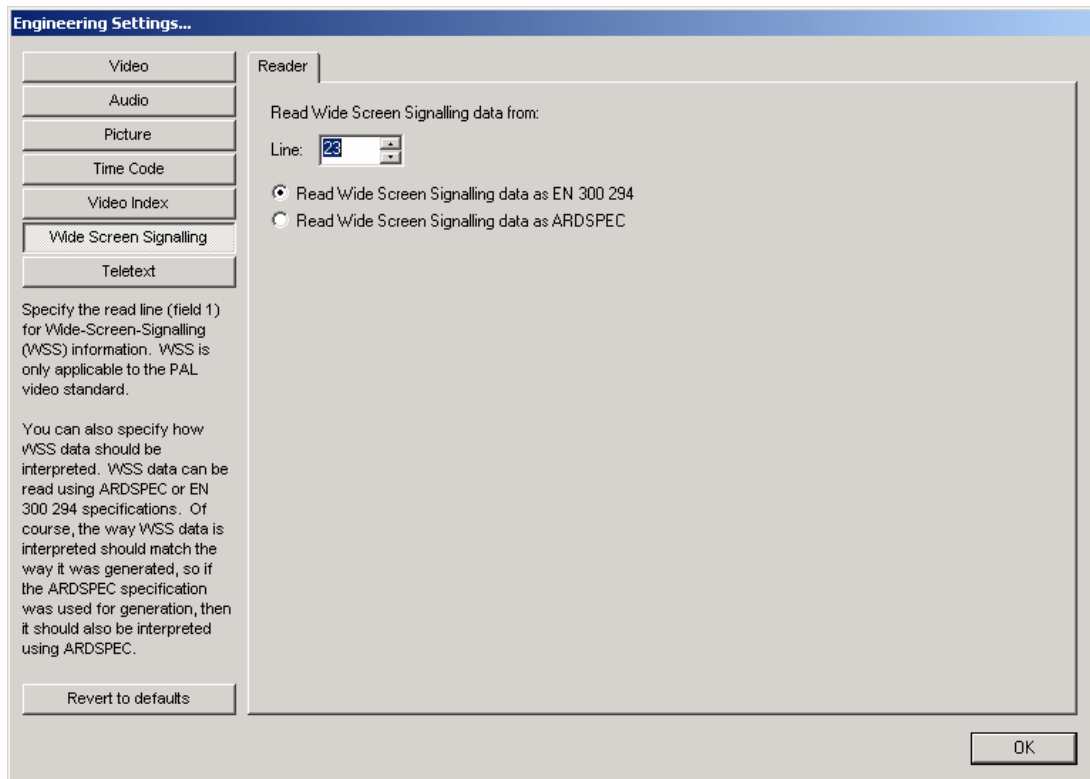 Engineering Settings...
Video
Audio
Picture
Time Code
Video Index
Wide Screen Signalling
Teletext
Specify the read line (field 1)
for Wide-Screen-Signalling
(WSS) information. WSS is
only applicable to the PAL
video standard.
You can also specify how
WSS data should be
interpreted. WSS data can be
read using ARDSPEC or EN
300 294 specifications. Of
course, the way WSS data is
interpreted should match the
way it was generated, so if
the ARDSPEC specification
was used for generation, then
it should also be interpreted
using ARDSPEC.
Revert to defaults
Reader
Read Wide Screen Signalling data from:
Line: 23
Read Wide Screen Signalling data as EN 300 294
Read Wide Screen Signalling data as ARDSPEC
OK